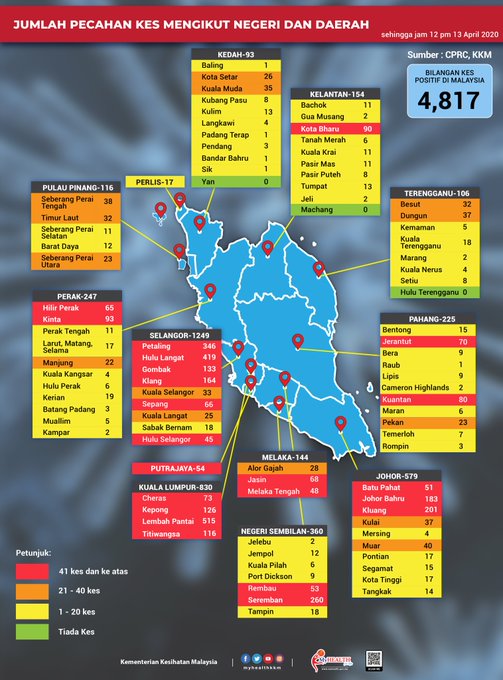 JUMLAH PECAHAN KES MENGIKUT NEGERI DAN DAERAH
sehingga jam 12 pm 13 April 2020
Sumber : CPRC, KKM
BILANGAN KES
POSITIF DI MALAYSIA
4,817
KEDAH-93
Baling 1
Kota Setar 26
Kuala Muda 35
Kubang Pasu 8
Kulim 13
Langkawi 4
Padang Terap 1
Pendang 3
Bandar Bahru 1
Sik 1
Yan 0
KELANTAN-154
Bachok 11
Gua Musang 2
Kota Bharu 90
Tanah Merah 6
Kuala Krai 11
Pasir Mas 11
Pasir Puteh 8
Tumpat 13
Jeli 2
Machang 0
PERLIS-17
PULAU PINANG-116
Seberang Perai
Tengah 38
Timur Laut 32
Seberang Perai
Selatan 11
Barat Daya 12
Seberang Perai
Utara 23
TERENGGANU-106
Besut 32
Dungun 37
Kemaman 5
Kuala
Terengganu 18
Marang 2
Kuala Nerus 4
Setiu 8
Hulu Terengganu 0
PERAK-247
Hilir Perak 65
Kinta 93
Perak Tengah 11
Larut, Matang,
Selama 17
Manjung 22
Kuala Kangsar 4
Hulu Perak 6
Kerian 19
Batang Padang 3
Muallim 5
Kampar 2
SELANGOR-1249
Petaling 346
Hulu Langat 419
Gombak 133
Klang 164
Kuala Selangor 33
Sepang 66
Kuala Langat 25
Sabak Bernam 18
Hulu Selangor 45
PAHANG-225
Bentong 15
Jerantut 70
Bera 9
Raub 1
Lipis 9
Cameron Highlands 2
Kuantan 80
Maran 6
Pekan 23
Temerloh 7
Rompin 3
PUTRAJAYA-54
KUALA LUMPUR-830
Cheras 73
Kepong 126
Lembah Pantai 515
Titiwangsa 116
MELAKA-144
Alor Gajah 28
Jasin 68
Melaka Tengah 48
JOHOR-579
Batu Pahat 51
Johor Bahru 183
Kluang 201
Kulai 37
Mersing 4
Muar 40
Pontian 17
Segamat 15
Kota Tinggi 17
Tangkak 14
NEGERI SEMBILAN-360
Jelebu 2
Jempol 12
Kuala Pilah 6
Port Dickson 9
Rembau 53
Seremban 260
Tampin 18
Petunjuk:
41 kes dan ke atas
21 - 40 kes
1 - 20 kes
Tiada Kes
Kementerian Kesihatan Malaysia
myhealthkkm
MyHEALTH